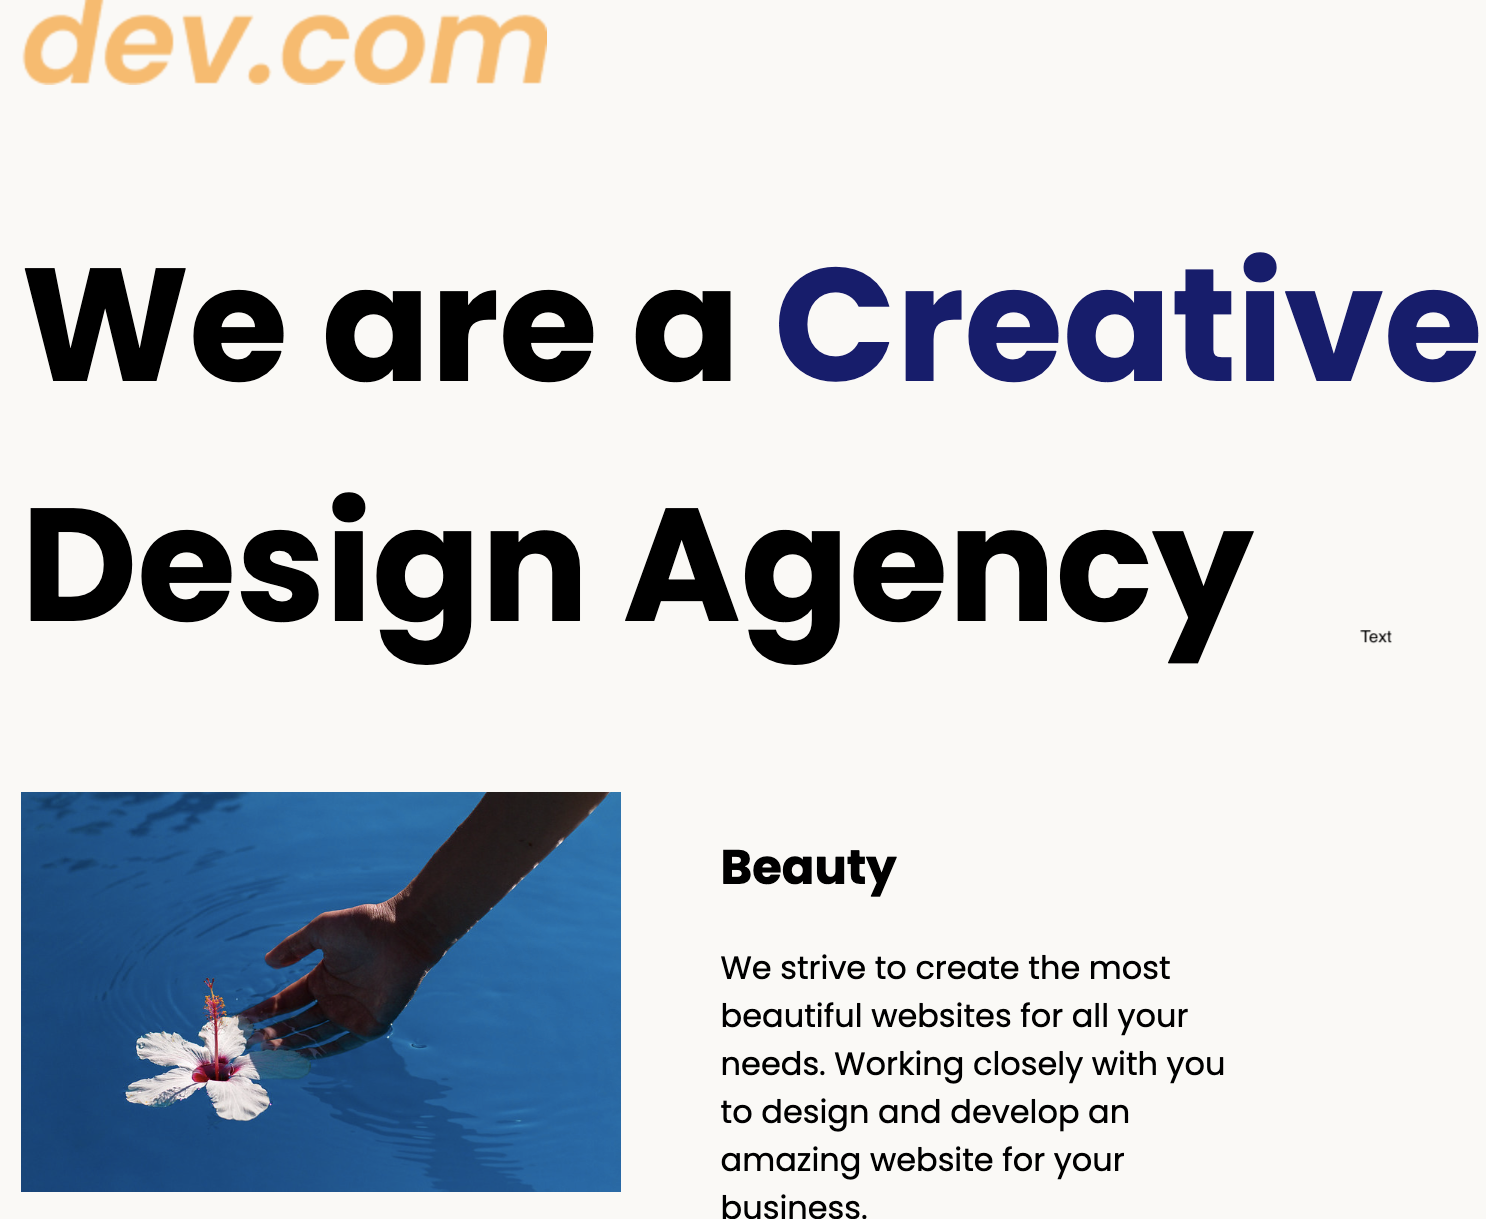 dev.com
We are a Creative
Design Agency
Text
Beauty
We strive to create the most
beautiful websites for all your
needs. Working closely with you
to design and develop an
amazing website for your
business.